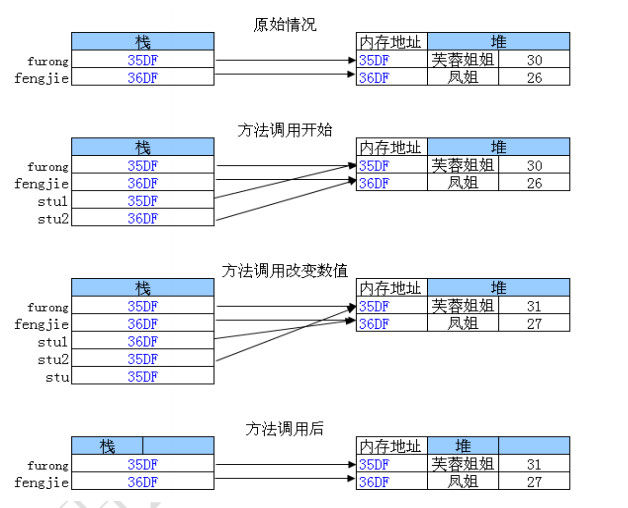 原始情况
栈 内存地址 堆
furong 35DF 35DF 芙蓉姐姐 30
fengjie 36DF 36DF 凤姐 26
方法调用开始
栈 内存地址 堆
furong 35DF 35DF 芙蓉姐姐 30
fengjie 36DF 36DF 凤姐 26
stu1 35DF
stu2 36DF
方法调用改变数值
栈 内存地址 堆
furong 35DF 35DF 芙蓉姐姐 31
fengjie 36DF 36DF 凤姐 27
stu1 36DF
stu2 35DF
stu 35DF
方法调用后
栈 内存地址 堆
furong 35DF 35DF 芙蓉姐姐 31
fengjie 36DF 36DF 凤姐 27